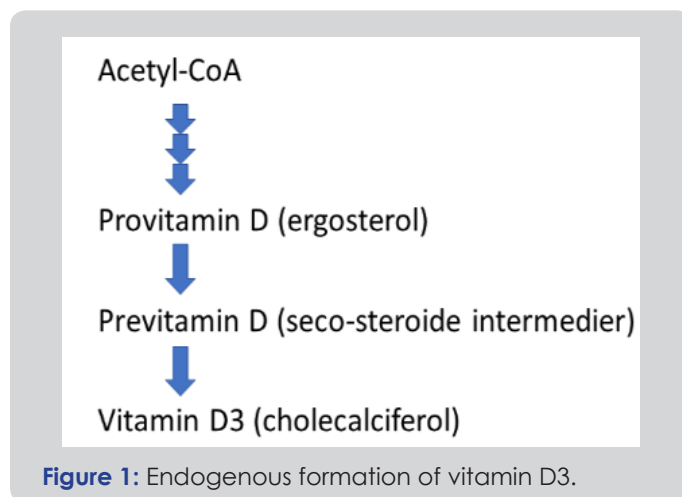 Acetyl-CoA
Provitamin D (ergosterol)
Previtamin D (seco-steroide intermedier)
Vitamin D3 (cholecalciferol)
Figure 1: Endogenous formation of vitamin D3.